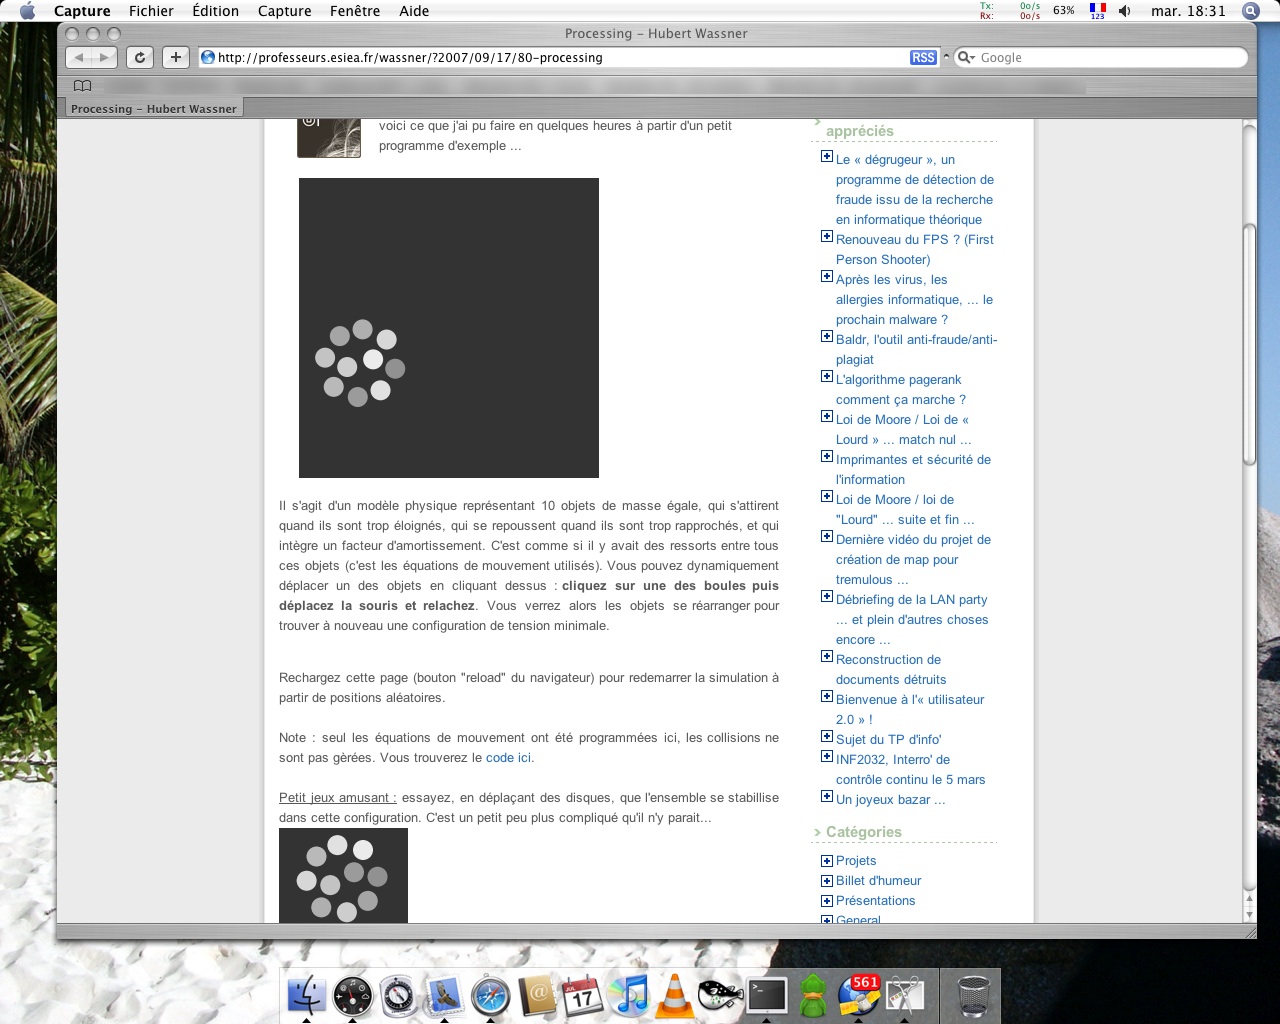 Capture Fichier Édition Capture Fenêtre Aide
Tx: 0o/s
Rx: 0o/s
63%
123
mar. 18:31
Processing – Hubert Wassner
http://professeurs.esiea.fr/wassner/?2007/09/17/80-processing
RSS
Google
Processing – Hubert Wassner
voici ce que j'ai pu faire en quelques heures à partir d'un petit
programme d'exemple ...
Il s'agit d'un modèle physique représentant 10 objets de masse égale, qui s'attirent
quand ils sont trop éloignés, qui se repoussent quand ils sont trop rapprochés, et qui
intègre un facteur d'amortissement. C'est comme si il y avait des ressorts entre tous
ces objets (c'est les équations de mouvement utilisés). Vous pouvez dynamiquement
déplacer un des objets en cliquant dessus : cliquez sur une des boules puis
déplacez la souris et relachez. Vous verrez alors les objets se réarranger pour
trouver à nouveau une configuration de tension minimale.
Rechargez cette page (bouton "reload" du navigateur) pour redemarrer la simulation à
partir de positions aléatoires.
Note : seul les équations de mouvement ont été programmées ici, les collisions ne
sont pas gèrées. Vous trouverez le code ici.
Petit jeux amusant : essayez, en déplaçant des disques, que l'ensemble se stabillise
dans cette configuration. C'est un petit peu plus compliqué qu'il n'y parait...
appréciés
Le « dégrugeur », un
programme de détection de
fraude issu de la recherche
en informatique théorique
Renouveau du FPS ? (First
Person Shooter)
Après les virus, les
allergies informatique, ... le
prochain malware ?
Baldr, l'outil anti-fraude/anti-
plagiat
L'algorithme pagerank
comment ça marche ?
Loi de Moore / Loi de «
Lourd » ... match nul ...
Imprimantes et sécurité de
l'information
Loi de Moore / loi de
"Lourd" ... suite et fin ...
Dernière vidéo du projet de
création de map pour
tremulous ...
Débriefing de la LAN party
... et plein d'autres choses
encore ...
Reconstruction de
documents détruits
Bienvenue à l'« utilisateur
2.0 » !
Sujet du TP d'info'
INF2032, Interro' de
contrôle continu le 5 mars
Un joyeux bazar ...
Catégories
Projets
Billet d'humeur
Présentations
General
JUL
17
561